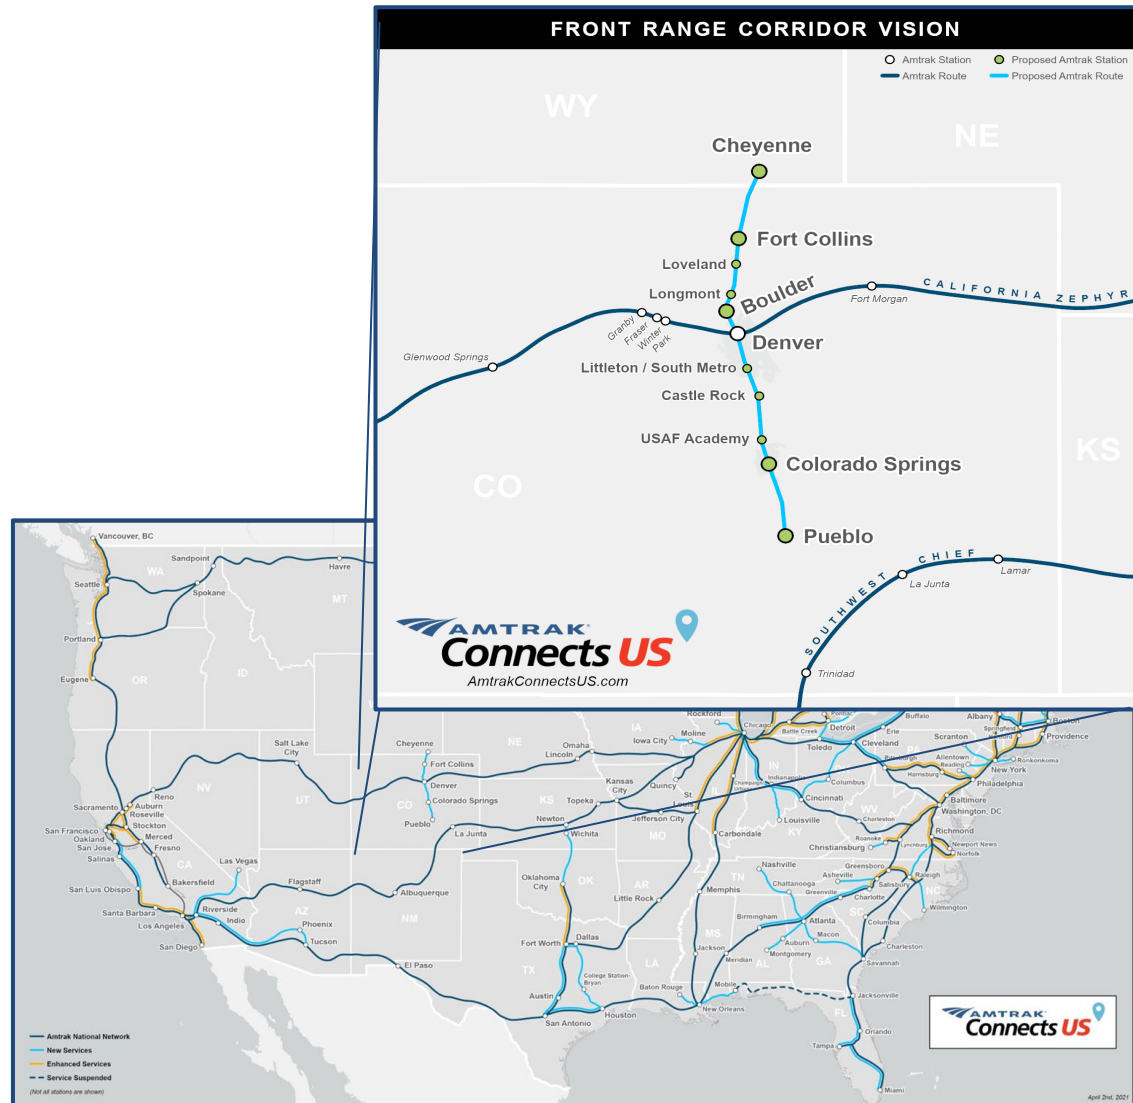 FRONT RANGE CORRIDOR VISION
Amtrak Station
Proposed Amtrak Station
Amtrak Route
Proposed Amtrak Route
WY
NE
Cheyenne
Fort Collins
Loveland
Longmont
Boulder
CALIFORNIA ZEPHYR
Fort Morgan
Granby
Fraser
Winter
Park
Denver
Glenwood Springs
Littleton / South Metro
Castle Rock
USAF Academy
KS
CO
Colorado Springs
Pueblo
SOUTHWEST CHIEF
Lamar
La Junta
Trinidad
AMTRAK
Connects US
AmtrakConnectsUS.com
Vancouver, BC
Sandpoint
Havre
WA
Seattle
Spokane
MT
Portland
OR
ID
Eugene
Salt Lake
City
Cheyenne
NE
Omaha
Lincoln
IA
Iowa City
Rockford
Moline
Chicago
Pontiac
Battle Creek
Detroit
Toledo
Buffalo
Erie
Cleveland
Albany
Springfield
Boston
Providence
Scranton
Allentown
Reading
Ronkonkoma
New York
PA
Pittsburgh
Harrisburg
Philadelphia
Fort Collins
Denver
CO
Colorado Springs
Pueblo
La Junta
NV
UT
Reno
Sacramento
Auburn
Roseville
Stockton
San Francisco
Oakland
San Jose
Salinas
Merced
Fresno
CA
Las Vegas
San Luis Obispo
Bakersfield
Santa Barbara
Los Angeles
Riverside
Indio
San Diego
Flagstaff
AZ
Phoenix
Tucson
Albuquerque
NM
El Paso
Kansas
City
KS
Topeka
Newton
Wichita
Quincy
St.
Louis
Jefferson City
MO
IN
Indianapolis
Columbus
Cincinnati
Louisville
KY
Carbondale
WV
Charleston
Baltimore
Washington, DC
Richmond
Newport News
Norfolk
Roanoke
Lynchburg
Christiansburg
Oklahoma
City
OK
AR
Little Rock
Memphis
TN
Nashville
Chattanooga
Greensboro
Asheville
Greenville
Salisbury
Raleigh
NC
Charlotte
Wilmington
SC
Columbia
Charleston
Savannah
Fort Worth
Dallas
TX
LA
MS
AL
GA
Jackson
Meridian
Birmingham
Atlanta
Macon
Auburn
Montgomery
College Station-
Bryan
Austin
San Antonio
Houston
Baton Rouge
New Orleans
Mobile
Jacksonville
FL
Orlando
Tampa
Miami
Amtrak National Network
New Services
Enhanced Services
Service Suspended
(Not all stations are shown)
AMTRAK
Connects US
April 2nd, 2021